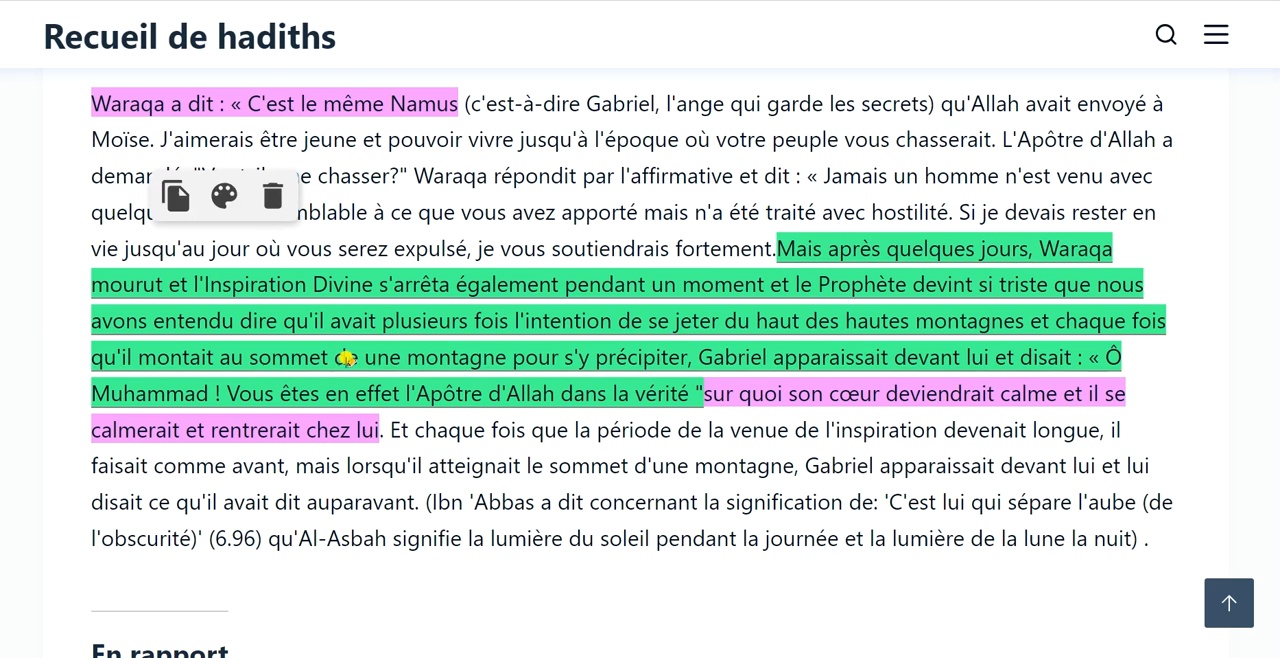 Recueil de hadiths
Waraqa a dit : « C'est le même Namus (c'est-à-dire Gabriel, l'ange qui garde les secrets) qu'Allah avait envoyé à
Moïse. J'aimerais être jeune et pouvoir vivre jusqu'à l'époque où votre peuple vous chasserait. L'Apôtre d'Allah a
chasser?" Waraqa répondit par l'affirmative et dit : « Jamais un homme n'est venu avec
à ce que vous avez apporté mais n'a été traité avec hostilité. Si je devais rester en
vie jusqu'au jour où vous serez expulsé, je vous soutiendrais fortement.Mais après quelques jours, Waraqa
mourut et l'Inspiration Divine s'arrêta également pendant un moment et le Prophète devint si triste que nous
avons entendu dire qu'il avait plusieurs fois l'intention de se jeter du haut des hautes montagnes et chaque fois
qu'il montait au sommet de une montagne pour s'y précipiter, Gabriel apparaissait devant lui et disait : « Ô
Muhammad ! Vous êtes en effet l'Apôtre d'Allah dans la vérité "sur quoi son cœur deviendrait calme et il se
calmerait et rentrerait chez lui. Et chaque fois que la période de la venue de l'inspiration devenait longue, il
faisait comme avant, mais lorsqu'il atteignait le sommet d'une montagne, Gabriel apparaissait devant lui et lui
disait ce qu'il avait dit auparavant. (Ibn 'Abbas a dit concernant la signification de: 'C'est lui qui sépare l'aube (de
l'obscurité)' (6.96) qu'Al-Asbah signifie la lumière du soleil pendant la journée et la lumière de la lune la nuit) .
En rapport